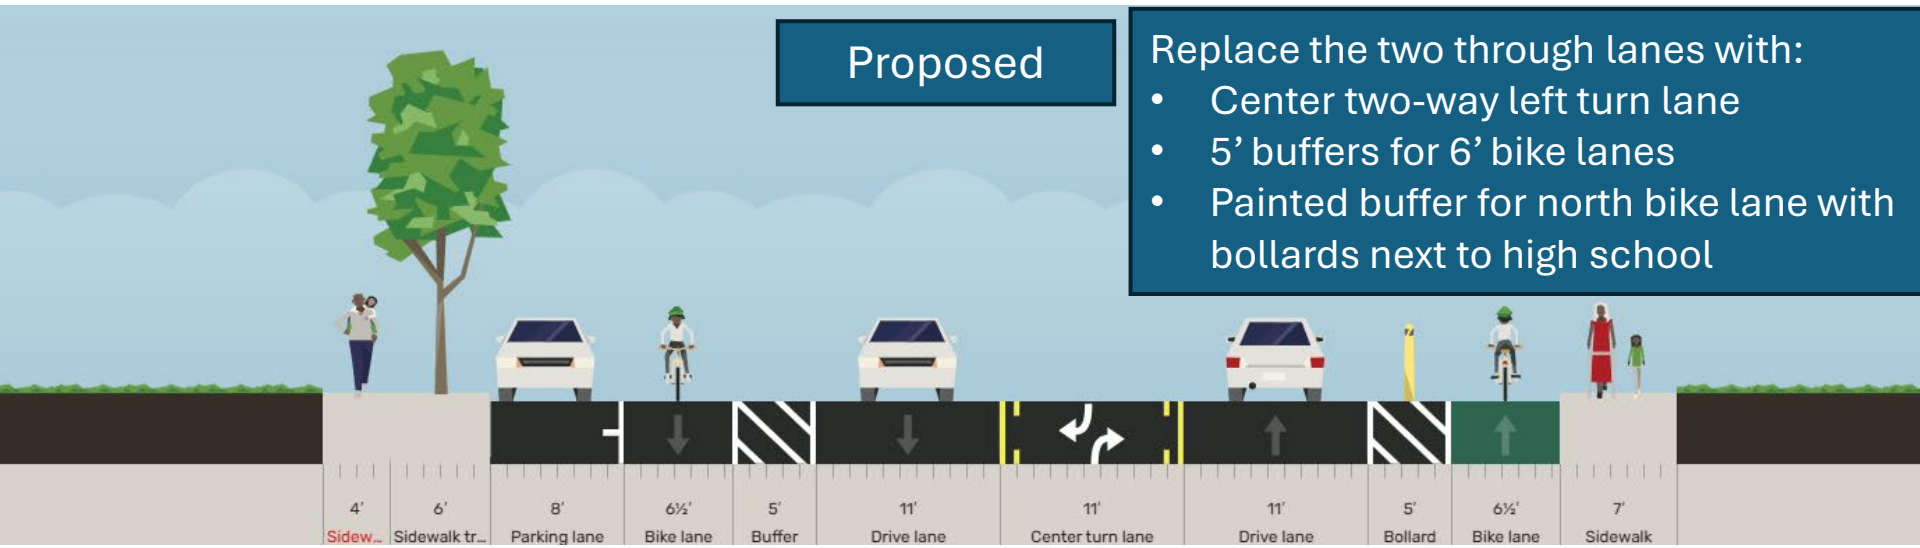 Proposed
Replace the two through lanes with:
• Center two-way left turn lane
• 5’ buffers for 6’ bike lanes
• Painted buffer for north bike lane with
bollards next to high school
4' 6' 8' 6½' 5' 11' 11' 11' 5' 6½' 7'
Sidew... Sidewalk tr... Parking lane Bike lane Buffer Drive lane Center turn lane Drive lane Bollard Bike lane Sidewalk